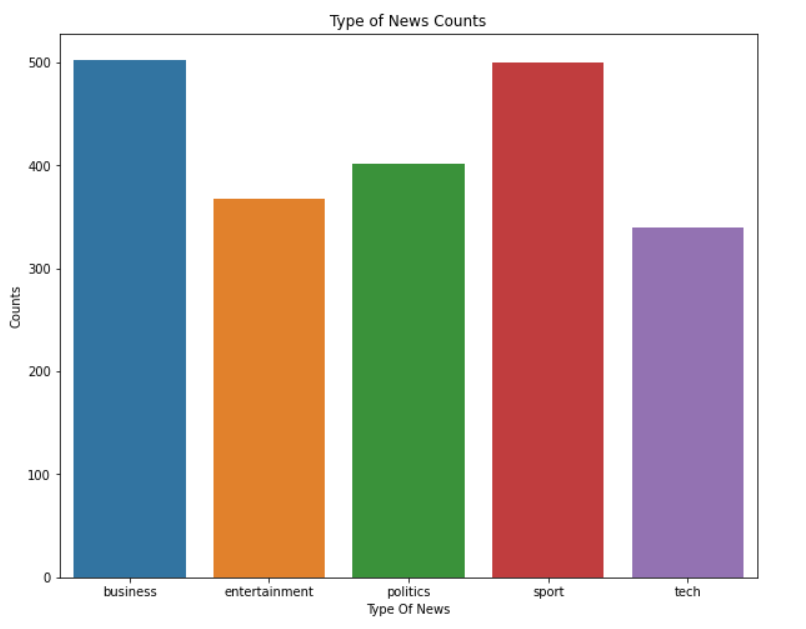 Type of News Counts
500
400
300
200
100
0
Counts
business entertainment politics sport tech
Type Of News